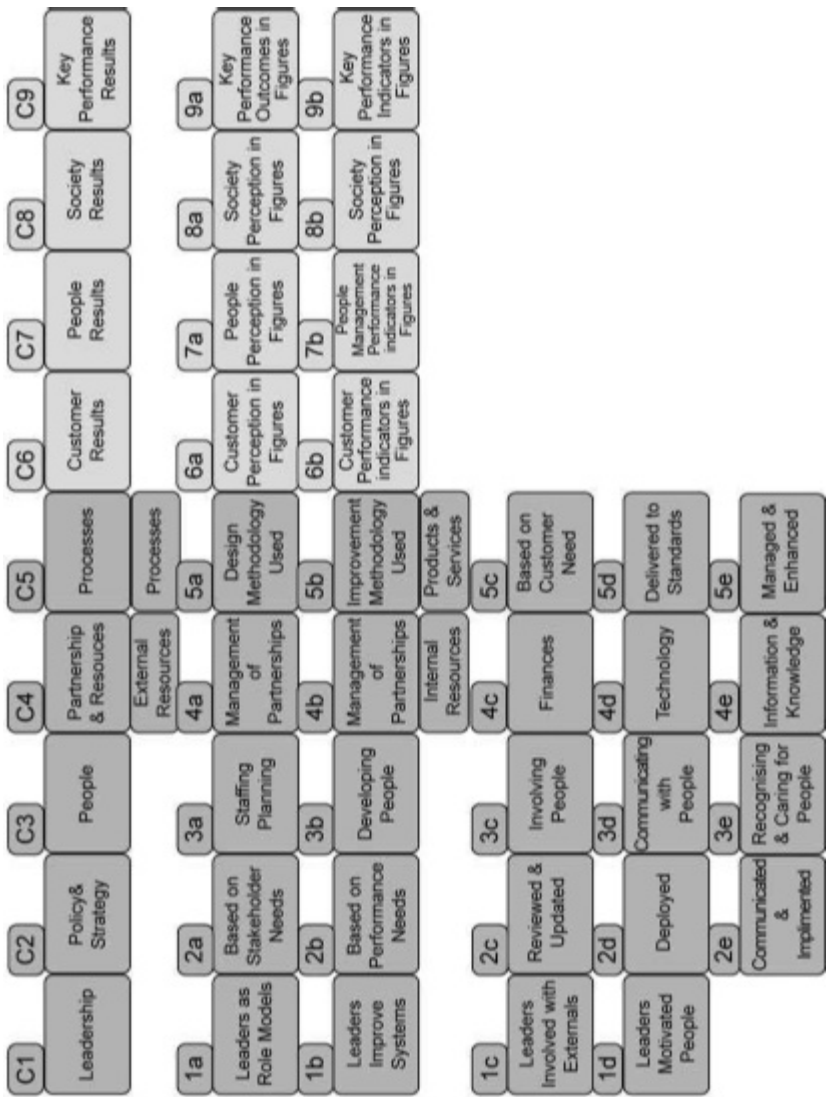 C1
Leadership
C2
Policy&
Strategy
C3
People
C4
Partnership
& Resouces
C5
Processes
C6
Customer
Results
C7
People
Results
C8
Society
Results
C9
Key
Performance
Results
External
Resources
Processes
1a
Leaders as
Role Models
2a
Based on
Stakeholder
Needs
3a
Staffing
Planning
4a
Management
of
Partnerships
5a
Design
Methodology
Used
6a
Customer
Perception in
Figures
7a
People
Perception in
Figures
8a
Society
Perception in
Figures
9a
Key
Performance
Outcomes in
Figures
1b
Leaders
Improve
Systems
2b
Based on
Performance
Needs
3b
Developing
People
4b
Management
of
Partnerships
5b
Improvement
Methodology
Used
6b
Customer
Performance
indicators in
Figures
7b
People
Management
Performance
indicators in
Figures
8b
Society
Perception in
Figures
9b
Key
Performance
Indicators in
Figures
Internal
Resources
Products &
Services
1c
Leaders
Involved with
Externals
2c
Reviewed &
Updated
3c
Involving
People
4c
Finances
5c
Based on
Customer
Need
1d
Leaders
Motivated
People
2d
Deployed
3d
Communicating
with
People
4d
Technology
5d
Delivered to
Standards
2e
Communicated
&
Implimented
3e
Recognising
& Caring for
People
4e
Information &
Knowledge
5e
Managed &
Enhanced